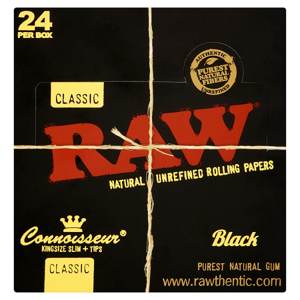 24
PER BOX
AUTHENTIC
PUREST
NATURAL
FIBERS
UNREFINED
CLASSIC
RAW
NATURAL UNREFINED ROLLING PAPERS
Connoisseur
KINGSIZE SLIM + TIPS
Black
CLASSIC
PUREST NATURAL GUM
www.rawthentic.com